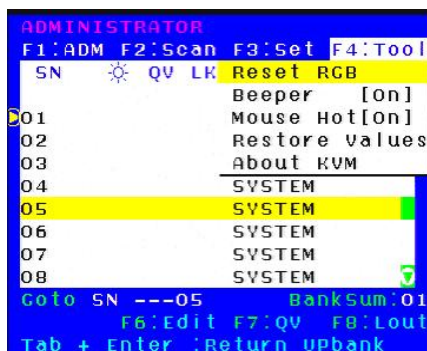 ADMINISTRATOR
F1:ADM F2:Scan F3:Set F4:Tool
SN QV LK Reset RGB
Beeper [On]
01 Mouse Hot[On]
02 Restore Values
03 About KVM
04 SYSTEM
05 SYSTEM
06 SYSTEM
07 SYSTEM
08 SYSTEM
Goto SN ---05 BankSum:01
F6:Edit F7:QV F8:Lout
Tab + Enter :Return UPbank